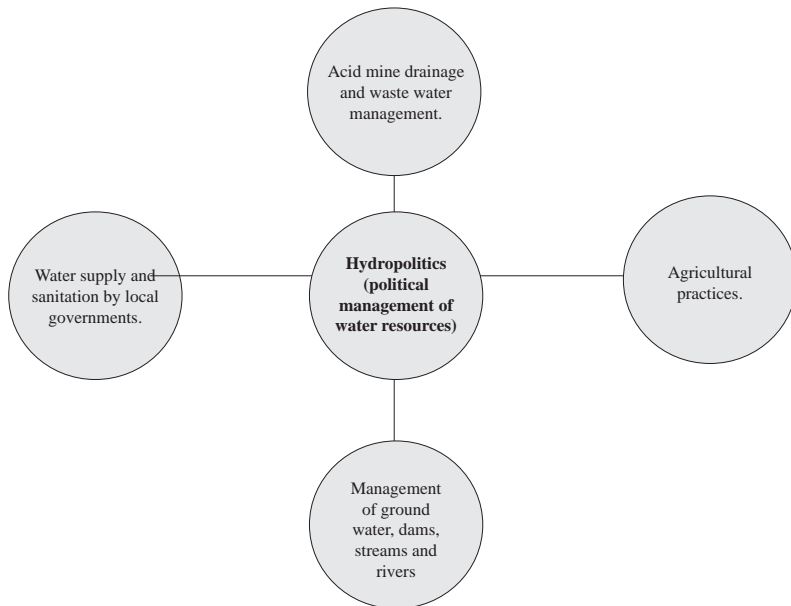 Acid mine drainage
and waste water
management.
Water supply and
sanitation by local
governments.
Hydropolitics
(political
management of
water resources)
Agricultural
practices.
Management
of ground
water, dams,
streams and
rivers